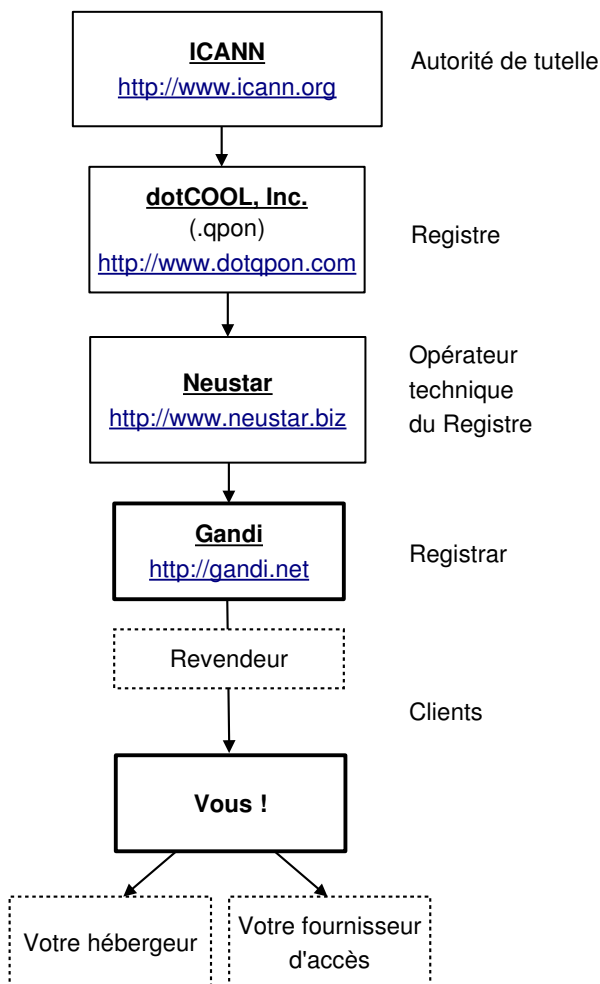 ICANN
http://www.icann.org
Autorité de tutelle
dotCOOL, Inc.
(.qpon)
http://www.dotqpon.com
Registre
Neustar
http://www.neustar.biz
Opérateur
technique
du Registre
Gandi
http://gandi.net
Registrar
Revendeur
Clients
Vous !
Votre hébergeur
Votre fournisseur
d'accès